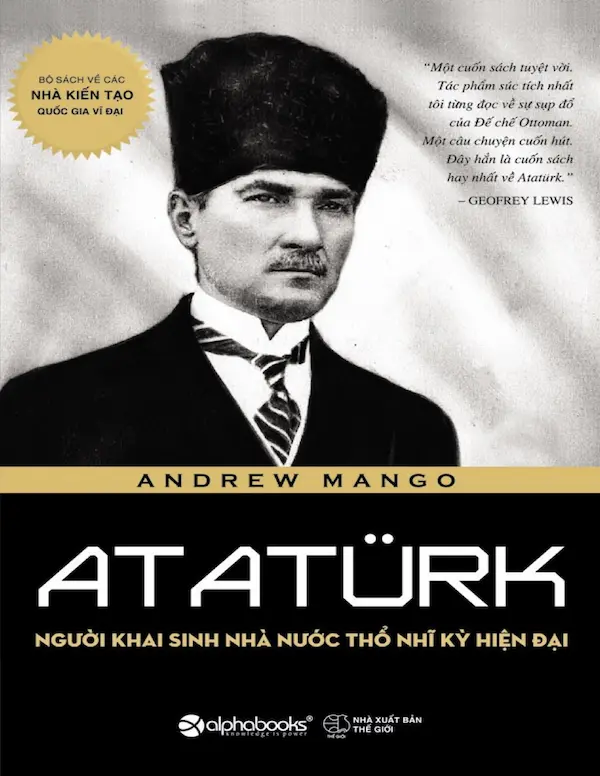 BỘ SÁCH VỀ CÁC
NHÀ KIẾN TẠO
QUỐC GIA VĨ ĐẠI
“Một cuốn sách tuyệt vời.
Tác phẩm súc tích nhất
tôi từng đọc về sự sụp đổ
của Đế chế Ottoman.
Một câu chuyện cuốn hút.
Đây hẳn là cuốn sách
hay nhất về Atatürk.”
– GEOFREY LEWIS
ANDREW MANGO
ATATÜRK
NGƯỜI KHAI SINH NHÀ NƯỚC THỔ NHĨ KỲ HIỆN ĐẠI
alphabooks®
knowledge is power
THẾ GIỚI
NHÀ XUẤT BẢN
THẾ GIỚI